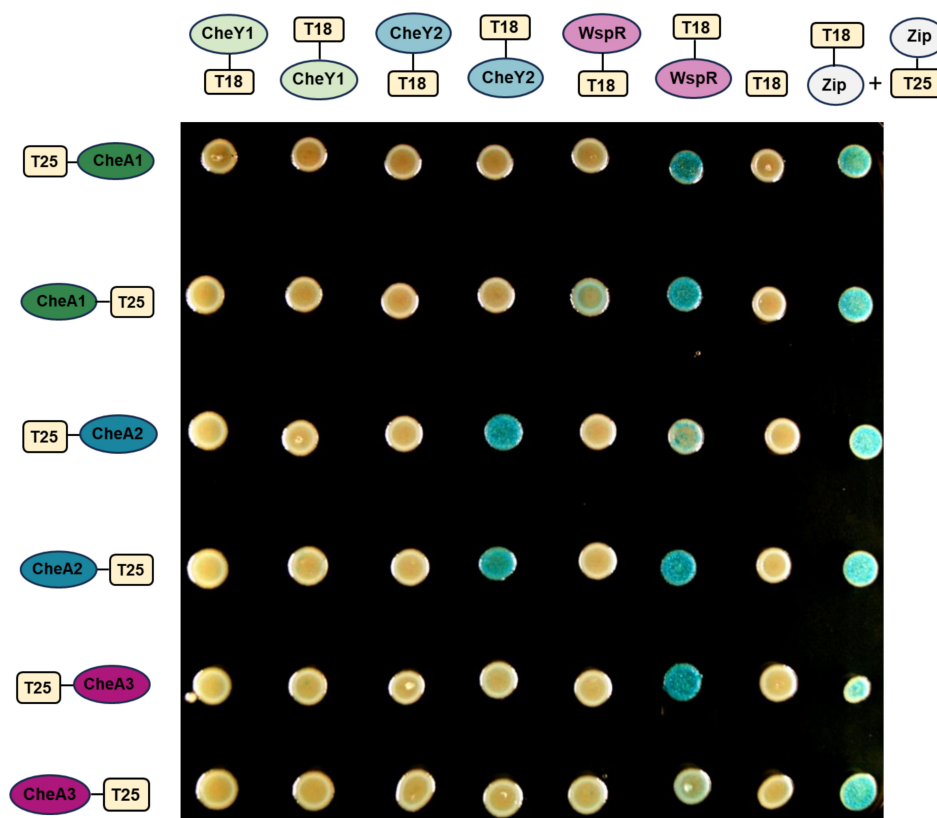 CheY1 T18 CheY2 T18 WspR T18 T18 Zip
T18 CheY1 T18 CheY2 T18 WspR T18 Zip + T25
T25 CheA1
CheA1 T25
T25 CheA2
CheA2 T25
T25 CheA3
CheA3 T25